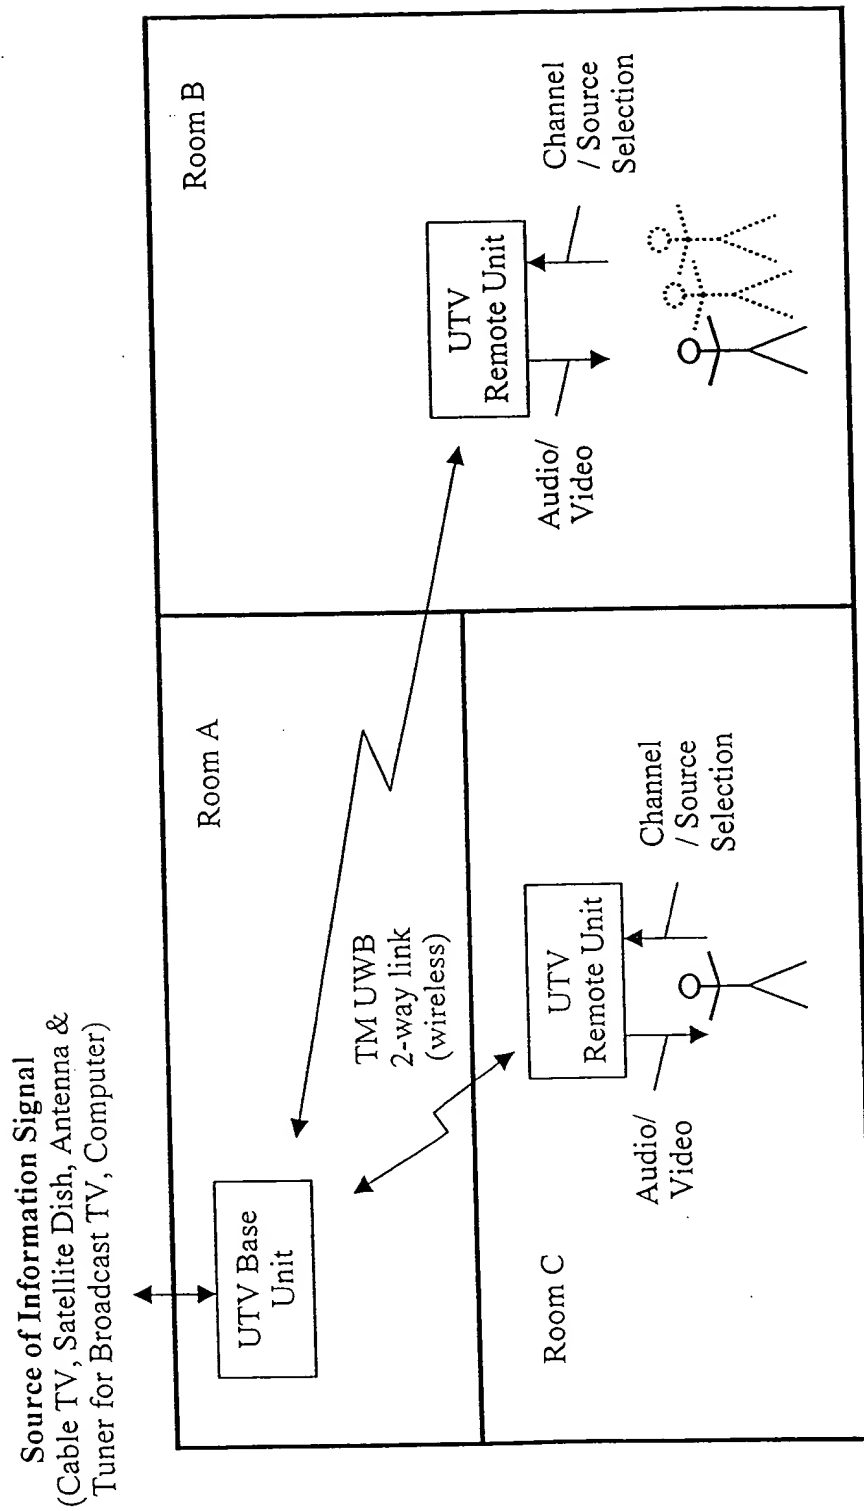 Source of Information Signal
(Cable TV, Satellite Dish, Antenna &
Tuner for Broadcast TV, Computer)
UTV Base
Unit
Room A
TM UWB
2-way link
(wireless)
Room B
UTV
Remote Unit
Audio/
Video
Channel
/ Source
Selection
Room C
UTV
Remote Unit
Audio/
Video
Channel
/ Source
Selection